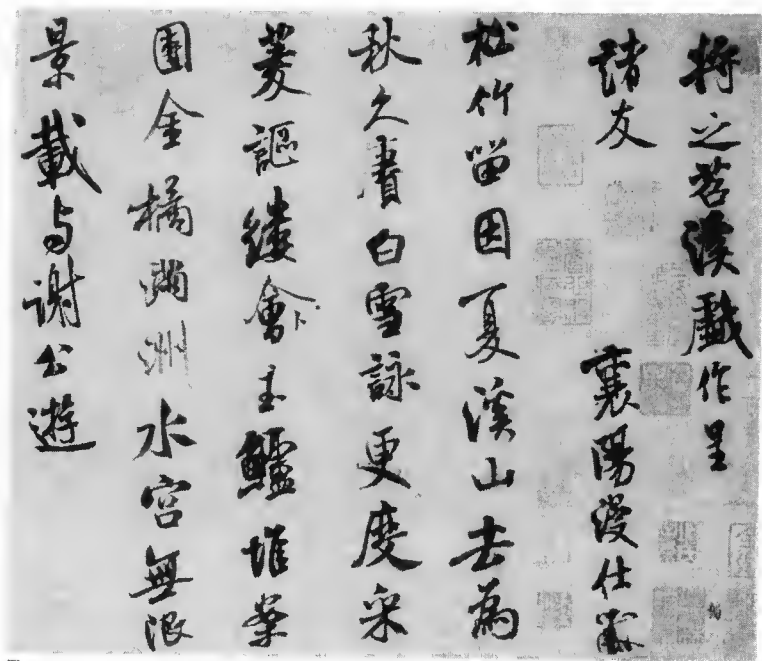 將之苕溪戲作呈
諸友 襄陽漫仕黻
松竹留因夏溪山去為
秋久賡白雪詠更度采
菱謳縷會玉鱸堆案
團金橘滿洲水宮無限
景載与謝公遊